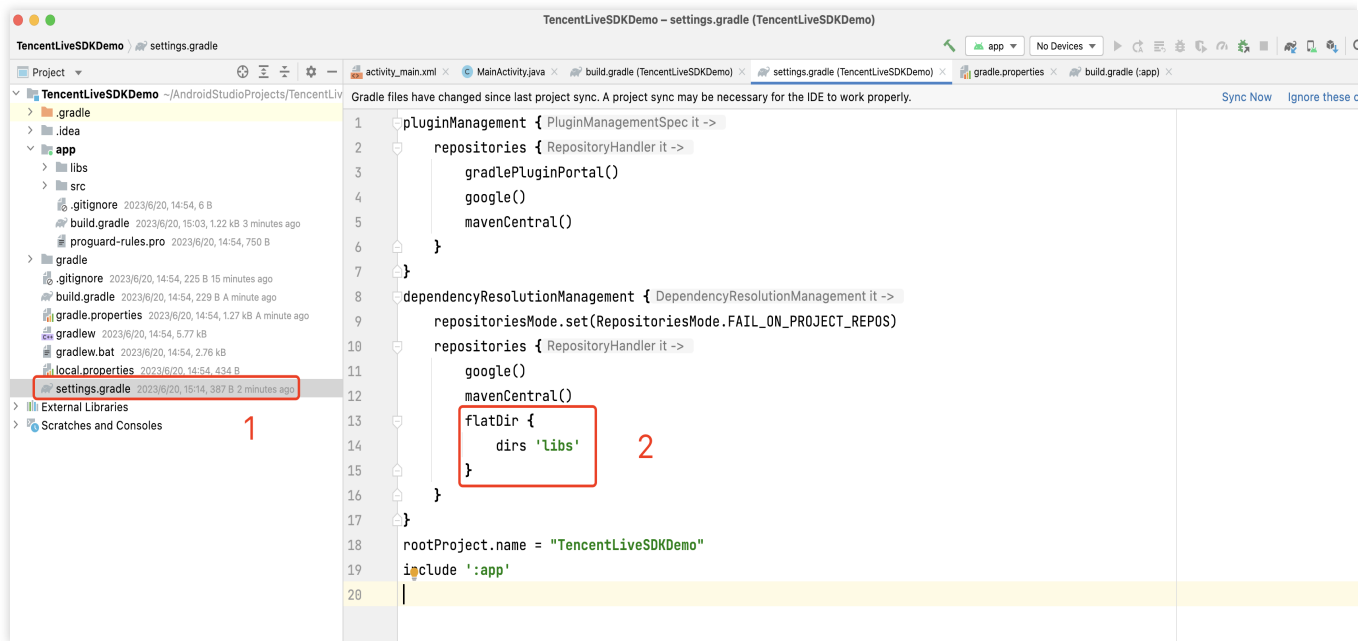 TencentLiveSDKDemo – settings.gradle (TencentLiveSDKDemo)
TencentLiveSDKDemo settings.gradle
app No Devices
Project
activity_main.xml MainActivity.java build.gradle (TencentLiveSDKDemo) settings.gradle (TencentLiveSDKDemo) gradle.properties build.gradle (:app)
Gradle files have changed since last project sync. A project sync may be necessary for the IDE to work properly. Sync Now Ignore these c
TencentLiveSDKDemo ~/AndroidStudioProjects/TencentLiv
.gradle
.idea
app
libs
src
.gitignore 2023/6/20, 14:54, 6 B
build.gradle 2023/6/20, 15:03, 1.22 kB 3 minutes ago
proguard-rules.pro 2023/6/20, 14:54, 750 B
gradle
.gitignore 2023/6/20, 14:54, 225 B 15 minutes ago
build.gradle 2023/6/20, 14:54, 229 B A minute ago
gradle.properties 2023/6/20, 14:54, 1.27 kB A minute ago
gradlew 2023/6/20, 14:54, 5.77 kB
gradlew.bat 2023/6/20, 14:54, 2.76 kB
local.properties 2023/6/20, 14:54, 434 B
settings.gradle 2023/6/20, 15:14, 387 B 2 minutes ago
External Libraries
Scratches and Consoles
1
1 pluginManagement { PluginManagementSpec it ->
2 repositories { RepositoryHandler it ->
3 gradlePluginPortal()
4 google()
5 mavenCentral()
6 }
7 }
8 dependencyResolutionManagement { DependencyResolutionManagement it ->
9 repositoriesMode.set(RepositoriesMode.FAIL_ON_PROJECT_REPOS)
10 repositories { RepositoryHandler it ->
11 google()
12 mavenCentral()
13 flatDir {
14 dirs 'libs'
15 }
2
16 }
17 }
18 rootProject.name = "TencentLiveSDKDemo"
19 include ':app'
20